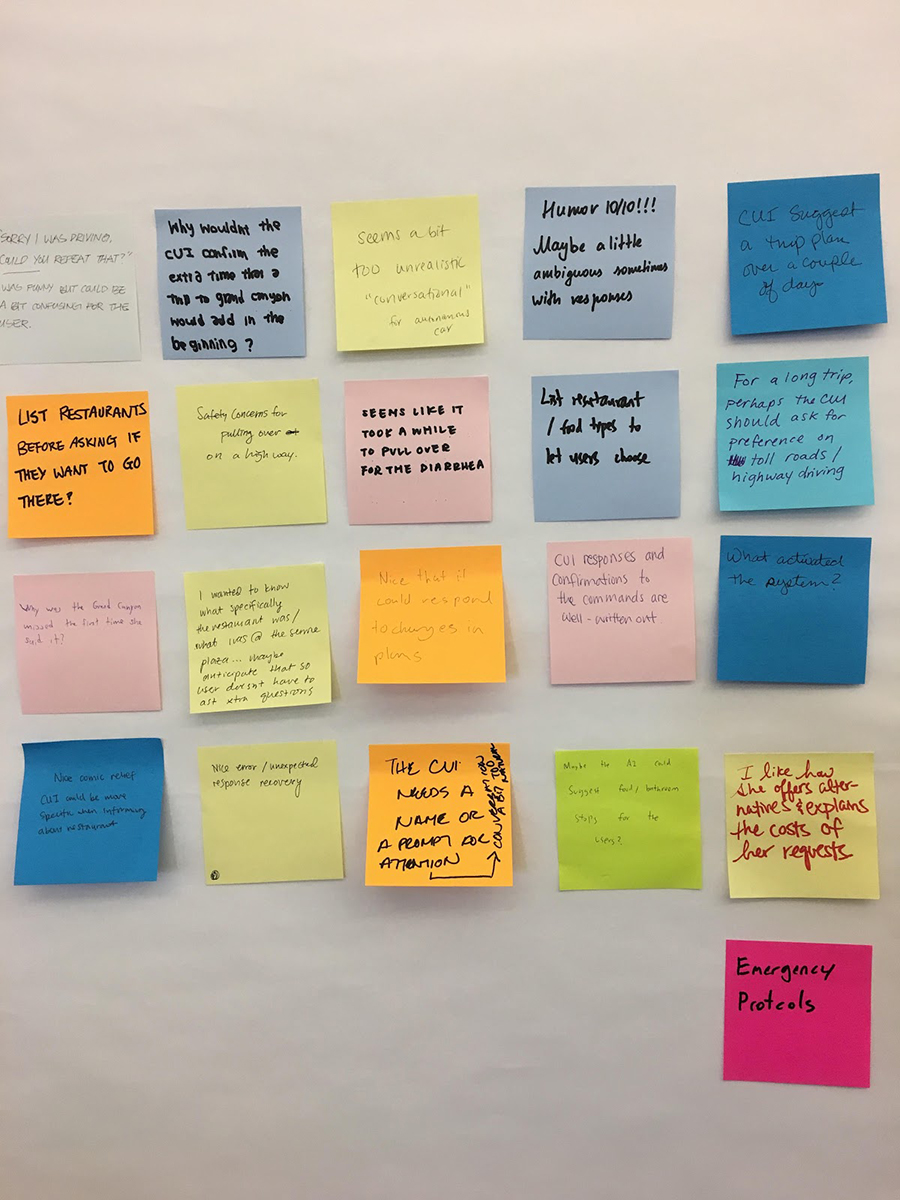 "SORRY I WAS DRIVING,
COULD YOU REPEAT THAT?"
WAS FUNNY BUT COULD BE
A BIT CONFUSING FOR THE
USER.
Why wouldnt the
CUI confirm the
extra time that a
trip to grand canyon
would add in the
beginning?
seems a bit
too unrealistic
"conversational"
for autonomous
car
Humor 10/10!!!
Maybe a little
ambiguous sometimes
with responses
CUI Suggest
a trip plan
over a couple
of days
LIST RESTAURANTS
BEFORE ASKING IF
THEY WANT TO GO
THERE?
Safety Concerns for
pulling over
on a highway.
SEEMS LIKE IT
TOOK A WHILE
TO PULL OVER
FOR THE DIARRHEA
List restaurant
/ food types to
let users choose
For a long trip,
perhaps the CUI
should ask for
preference on
toll roads/
highway driving
Why was the Grand Canyon
missed the first time she
said it?
I wanted to know
what specifically
the restaurant was/
what was @ the service
plaza... maybe
anticipate that so
user doesn't have to
ask xtra questions
Nice that it
could respond
to changes in
plans
CUI responses and
confirmations to
the commands are
well-written out.
What activated
the system?
Nice comic relief
CUI could be more
specific when informing
about restaurant
Nice error/unexpected
response recovery
THE CUI
NEEDS A
NAME OR
A PROMPT FOR
ATTENTION
CONVERSATION
A BIT TOO
Maybe the A2 could
suggest food/bathroom
stops for the
users?
I like how
she offers alter-
natives & explains
the costs of
her requests
Emergency
Protcols